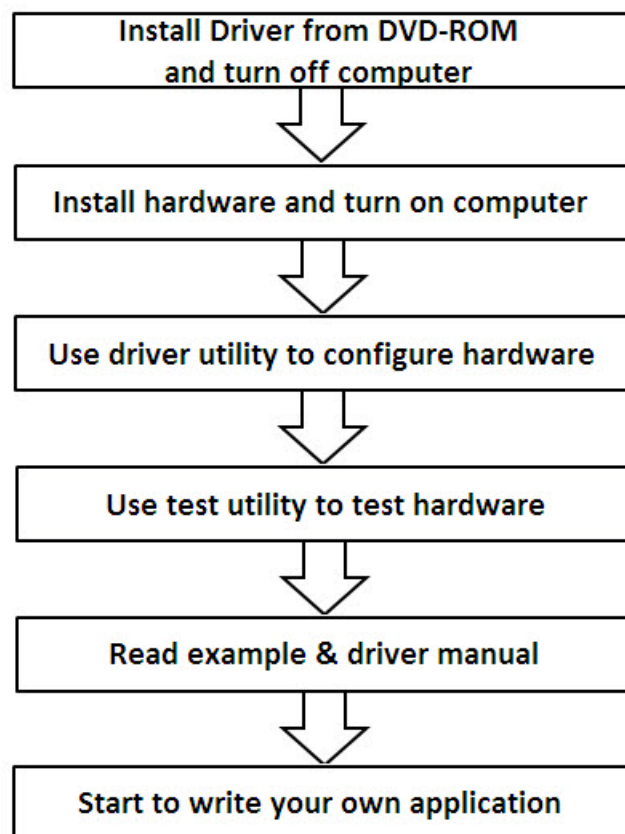 Install Driver from DVD-ROM
and turn off computer
Install hardware and turn on computer
Use driver utility to configure hardware
Use test utility to test hardware
Read example & driver manual
Start to write your own application